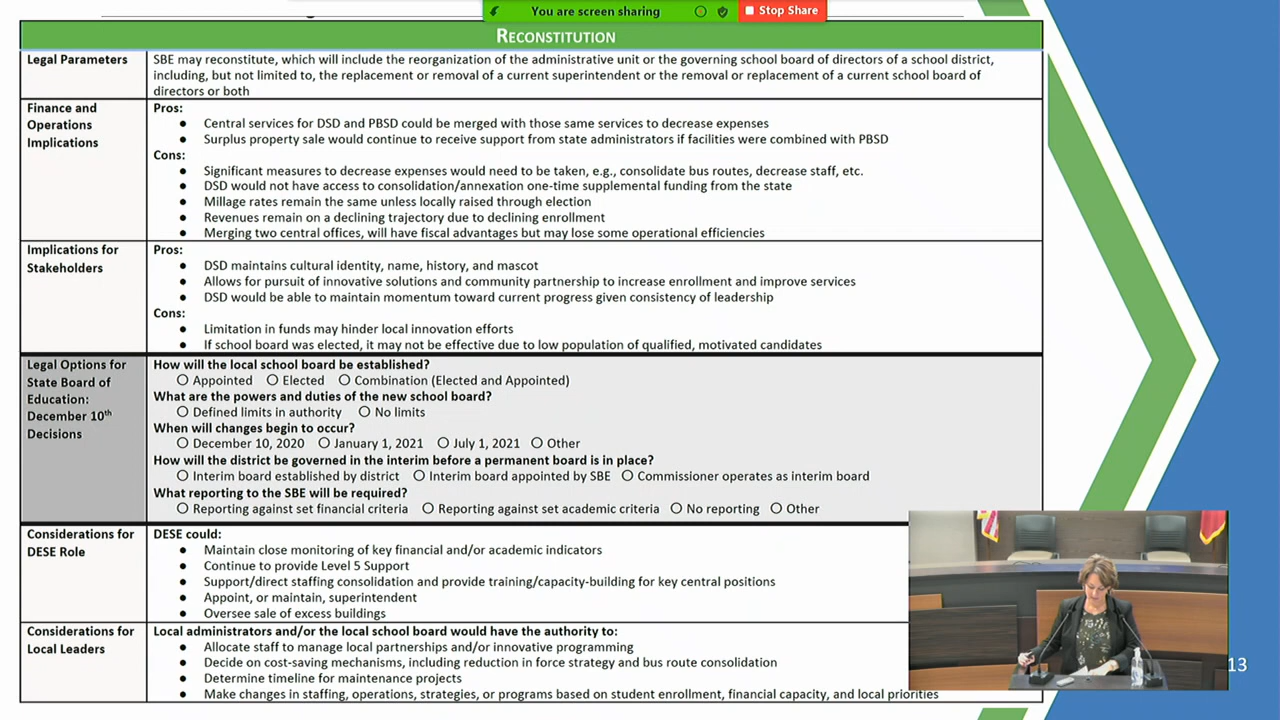 You are screen sharing
Stop Share
RECONSTITUTION
Legal Parameters
SBE may reconstitute, which will include the reorganization of the administrative unit or the governing school board of directors of a school district,
including, but not limited to, the replacement or removal of a current superintendent or the removal or replacement of a current school board of
directors or both
Finance and
Operations
Implications
Pros:
● Central services for DSD and PBSD could be merged with those same services to decrease expenses
● Surplus property sale would continue to receive support from state administrators if facilities were combined with PBSD
Cons:
● Significant measures to decrease expenses would need to be taken, e.g., consolidate bus routes, decrease staff, etc.
● DSD would not have access to consolidation/annexation one-time supplemental funding from the state
● Millage rates remain the same unless locally raised through election
● Revenues remain on a declining trajectory due to declining enrollment
● Merging two central offices, will have fiscal advantages but may lose some operational efficiencies
Implications for
Stakeholders
Pros:
● DSD maintains cultural identity, name, history, and mascot
● Allows for pursuit of innovative solutions and community partnership to increase enrollment and improve services
● DSD would be able to maintain momentum toward current progress given consistency of leadership
Cons:
● Limitation in funds may hinder local innovation efforts
● If school board was elected, it may not be effective due to low population of qualified, motivated candidates
Legal Options for
State Board of
Education:
December 10th
Decisions
How will the local school board be established?
○ Appointed ○ Elected ○ Combination (Elected and Appointed)
What are the powers and duties of the new school board?
○ Defined limits in authority ○ No limits
When will changes begin to occur?
○ December 10, 2020 ○ January 1, 2021 ○ July 1, 2021 ○ Other
How will the district be governed in the interim before a permanent board is in place?
○ Interim board established by district ○ Interim board appointed by SBE ○ Commissioner operates as interim board
What reporting to the SBE will be required?
○ Reporting against set financial criteria ○ Reporting against set academic criteria ○ No reporting ○ Other
Considerations for
DESE Role
DESE could:
● Maintain close monitoring of key financial and/or academic indicators
● Continue to provide Level 5 Support
● Support/direct staffing consolidation and provide training/capacity-building for key central positions
● Appoint, or maintain, superintendent
● Oversee sale of excess buildings
Considerations for
Local Leaders
Local administrators and/or the local school board would have the authority to:
● Allocate staff to manage local partnerships and/or innovative programming
● Decide on cost-saving mechanisms, including reduction in force strategy and bus route consolidation
● Determine timeline for maintenance projects
● Make changes in staffing, operations, strategies, or programs based on student enrollment, financial capacity, and local priorities
13